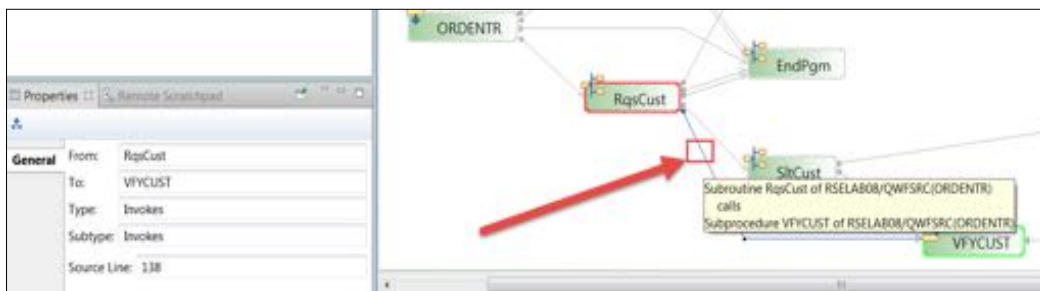 ORDENTR
EndPgm
RqsCust
Properties Remote Scratchpad
General
From: RqsCust
To: VFYCUST
Type: Invokes
Subtype: Invokes
Source Line: 138
SltCust
Subroutine RqsCust of RSELAB08/QWFSRC(ORDENTR)
calls
Subprocedure VFYCUST of RSELAB08/QWFSRC(ORDENTR)
VFYCUST